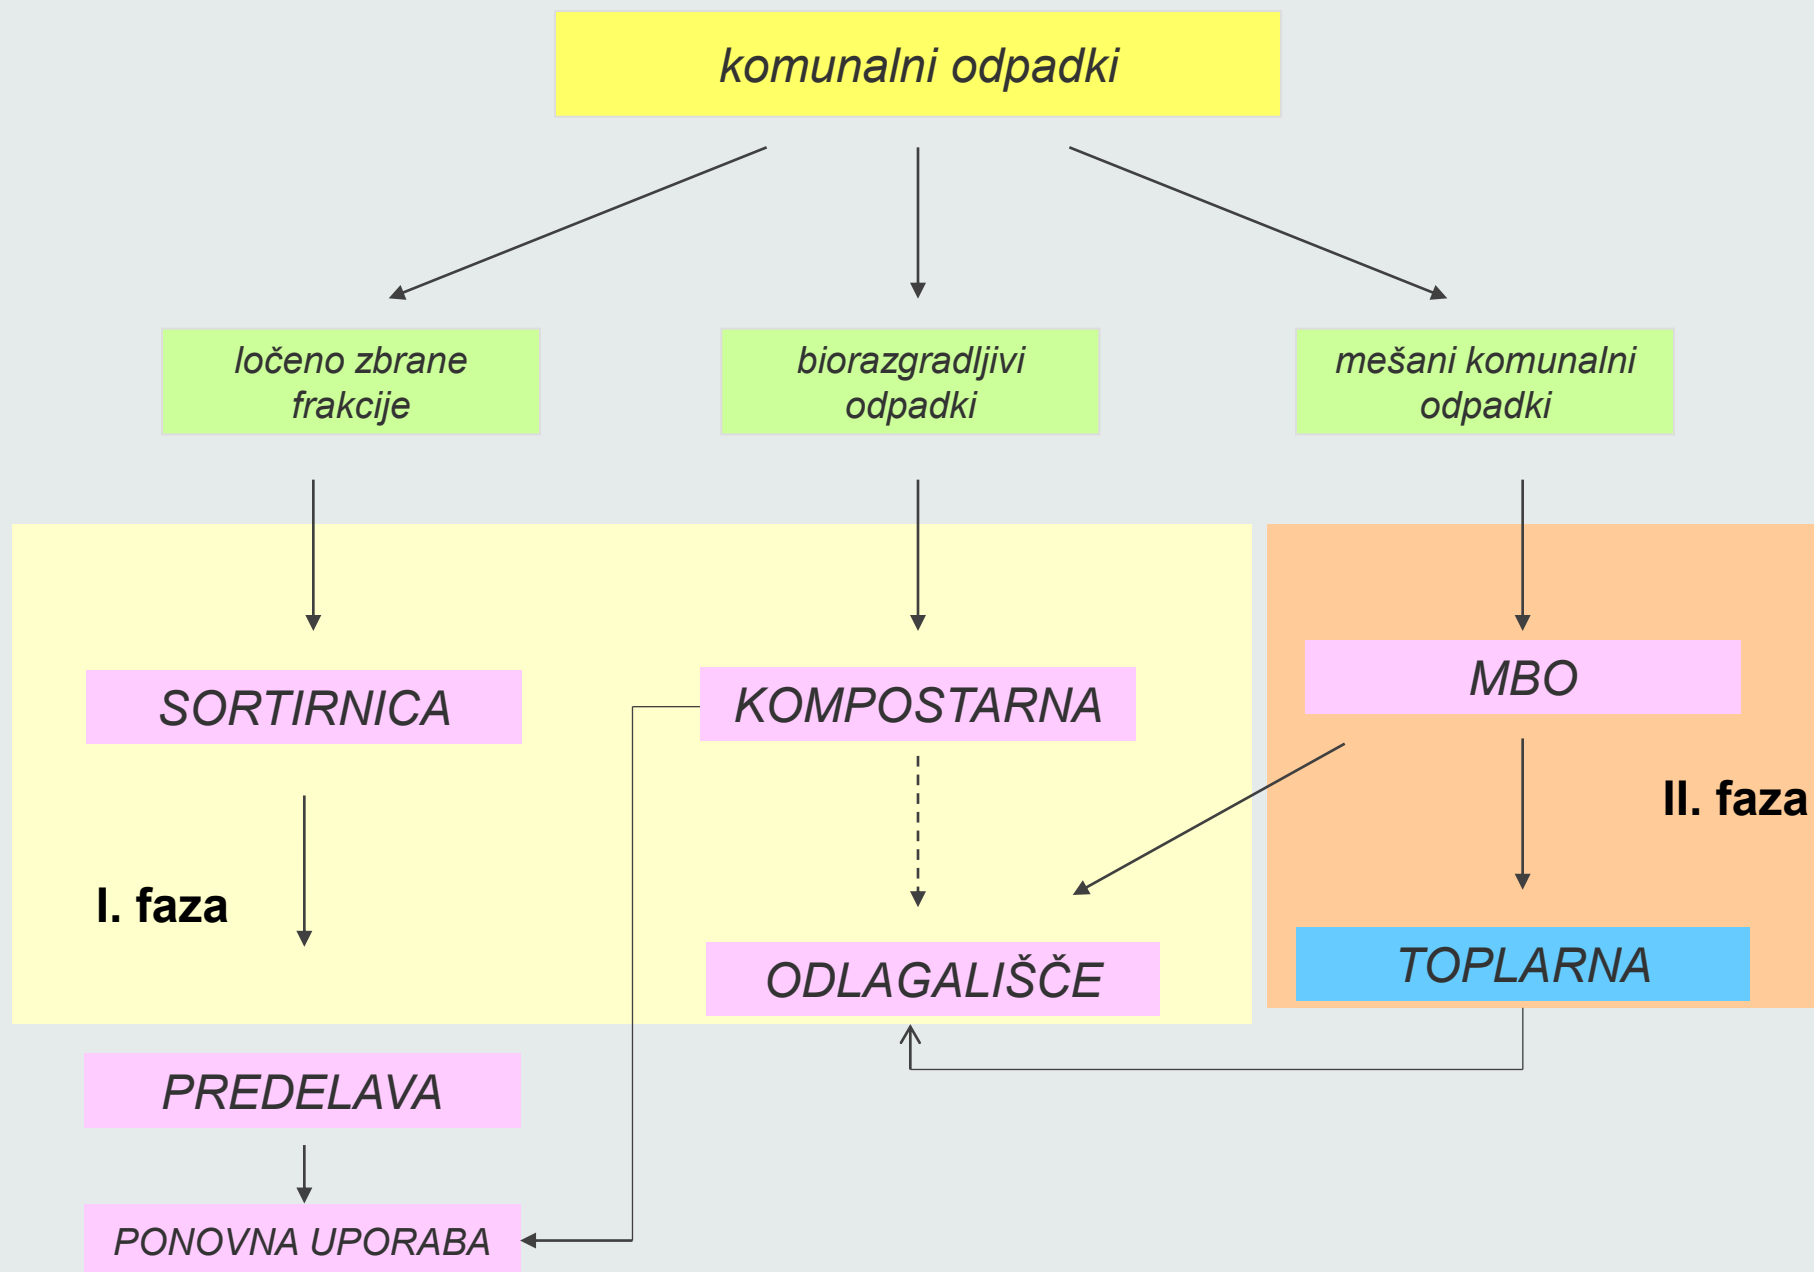 komunalni odpadki
ločeno zbrane
frakcije
biorazgradljivi
odpadki
mešani komunalni
odpadki
SORTIRNICA
KOMPOSTARNA
MBO
II. faza
I. faza
ODLAGALIŠČE
TOPLARNA
PREDELAVA
PONOVNA UPORABA